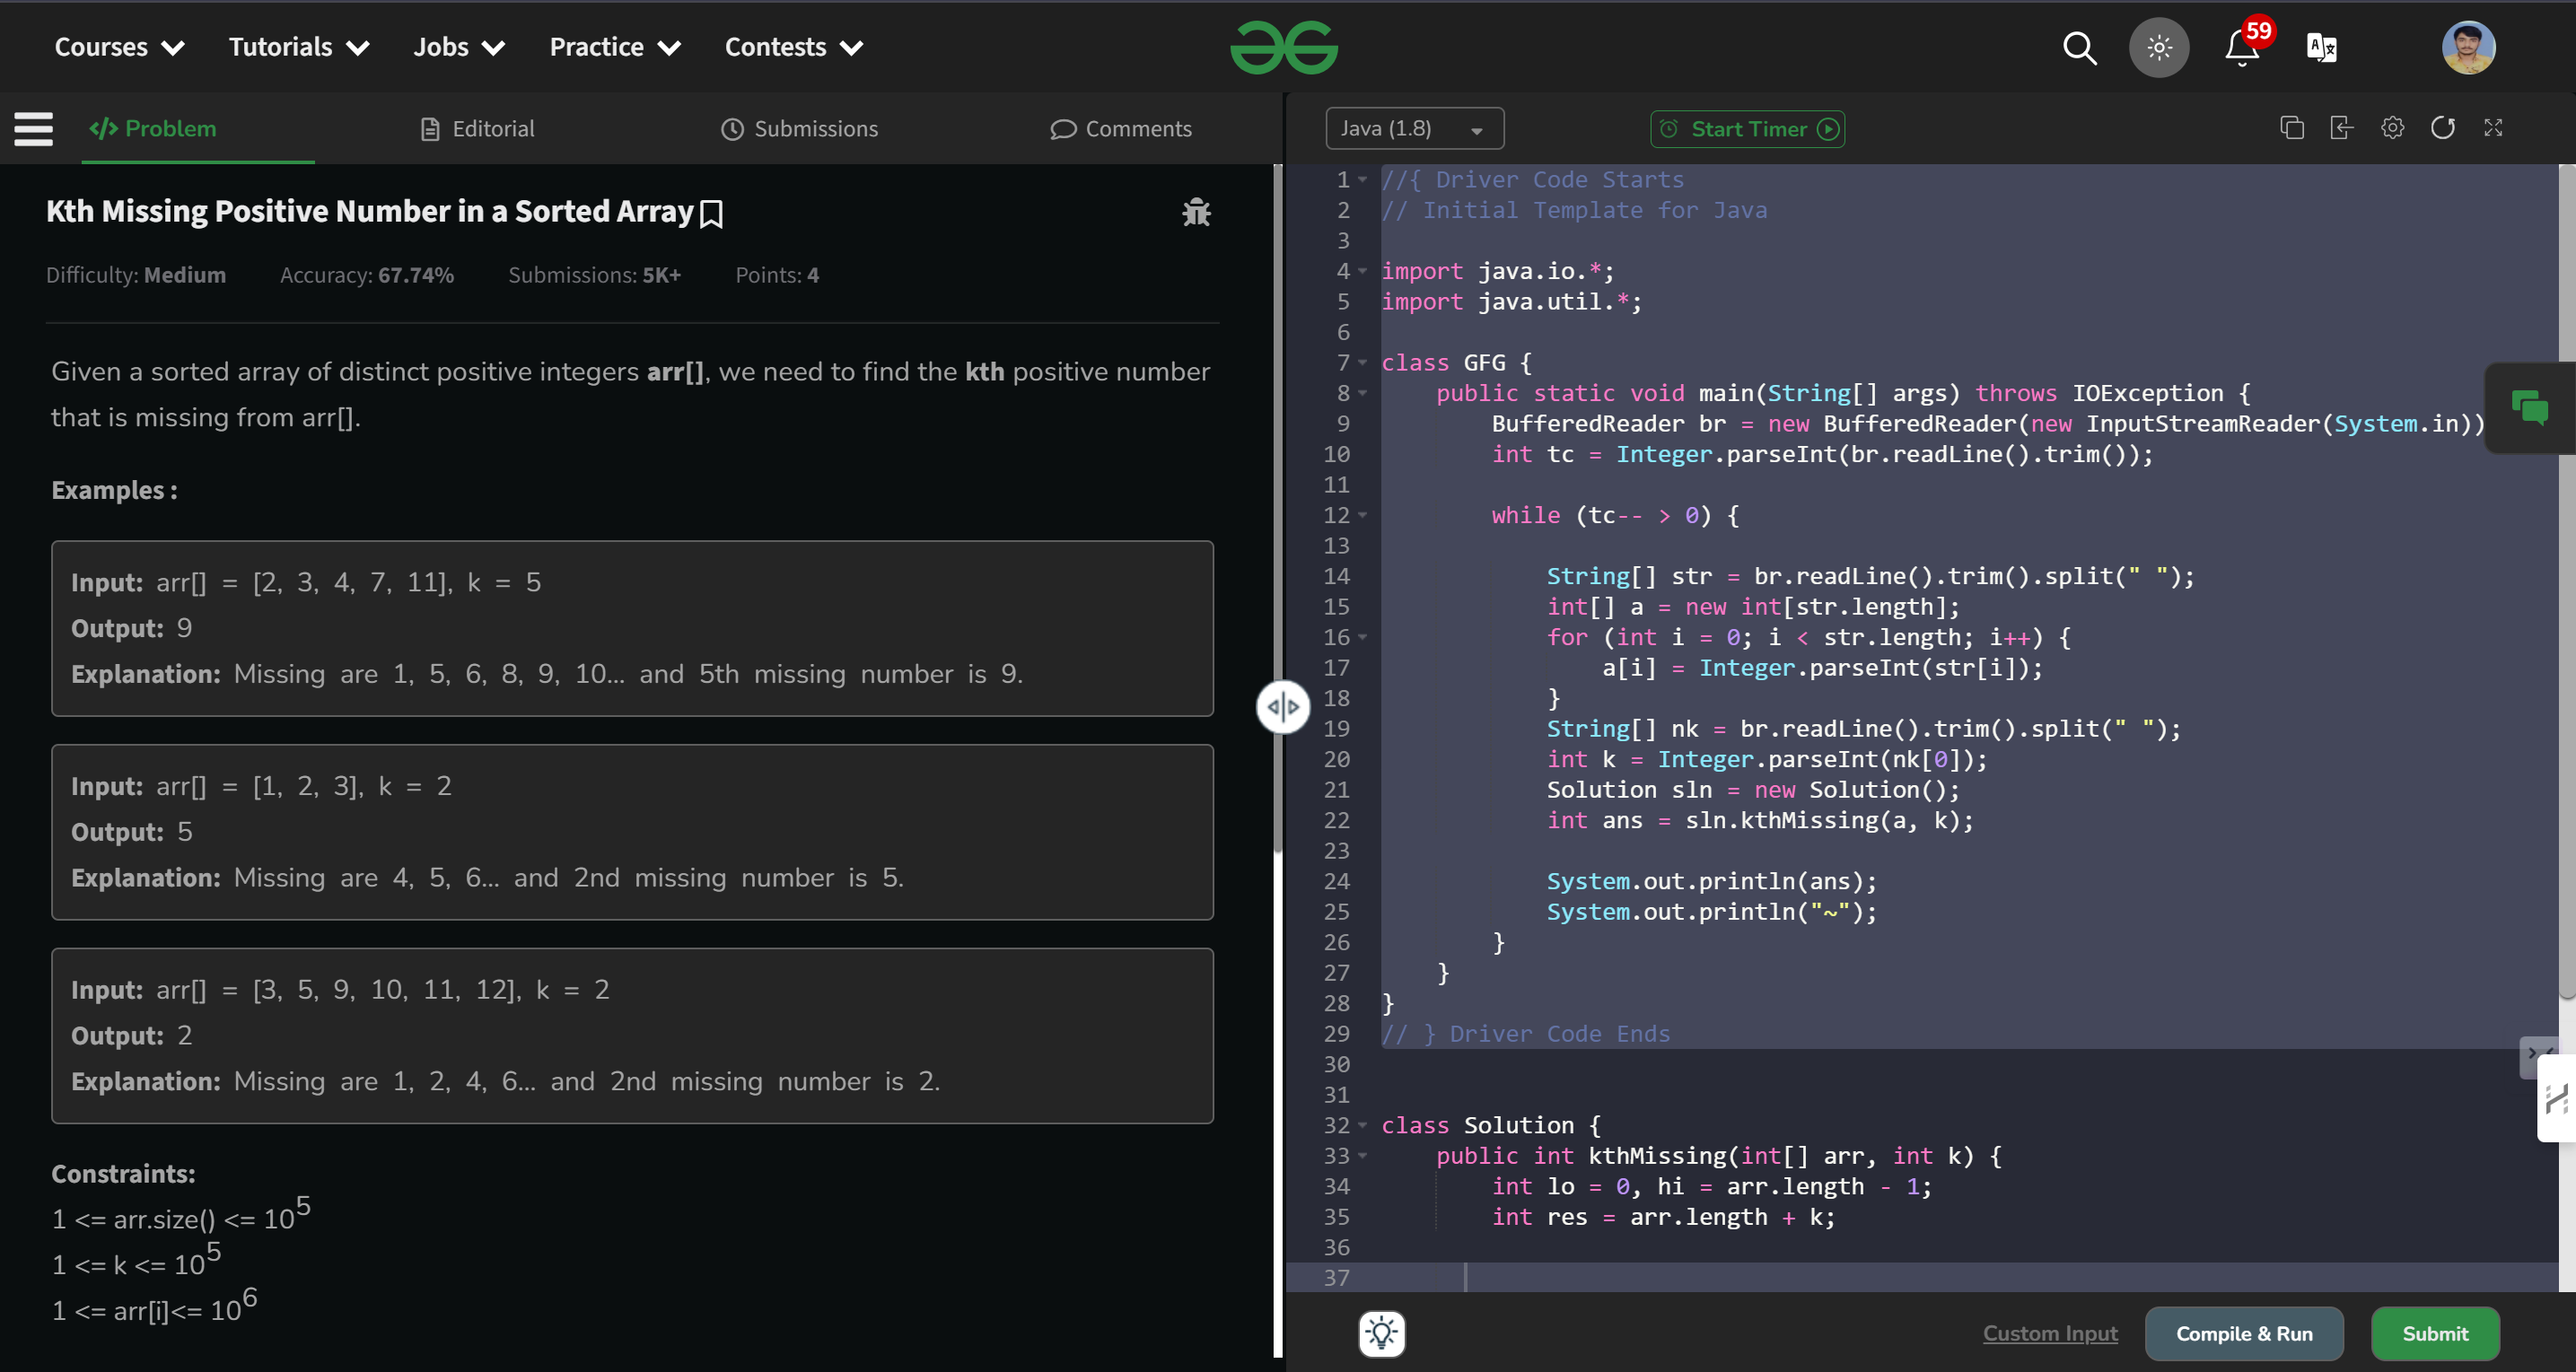 Courses Tutorials Jobs Practice Contests 59
Problem Editorial Submissions Comments
Kth Missing Positive Number in a Sorted Array
Difficulty: Medium Accuracy: 67.74% Submissions: 5K+ Points: 4
Given a sorted array of distinct positive integers arr[], we need to find the kth positive number
that is missing from arr[].
Examples :
Input: arr[] = [2, 3, 4, 7, 11], k = 5
Output: 9
Explanation: Missing are 1, 5, 6, 8, 9, 10… and 5th missing number is 9.
Input: arr[] = [1, 2, 3], k = 2
Output: 5
Explanation: Missing are 4, 5, 6… and 2nd missing number is 5.
Input: arr[] = [3, 5, 9, 10, 11, 12], k = 2
Output: 2
Explanation: Missing are 1, 2, 4, 6… and 2nd missing number is 2.
Constraints:
1 <= arr.size() <= 10^5
1 <= k <= 10^5
1 <= arr[i]<= 10^6
Java (1.8) Start Timer
1 //{ Driver Code Starts
2 // Initial Template for Java
3
4 import java.io.*;
5 import java.util.*;
6
7 class GFG {
8     public static void main(String[] args) throws IOException {
9         BufferedReader br = new BufferedReader(new InputStreamReader(System.in))
10         int tc = Integer.parseInt(br.readLine().trim());
11
12         while (tc-- > 0) {
13
14             String[] str = br.readLine().trim().split(" ");
15             int[] a = new int[str.length];
16             for (int i = 0; i < str.length; i++) {
17                 a[i] = Integer.parseInt(str[i]);
18             }
19             String[] nk = br.readLine().trim().split(" ");
20             int k = Integer.parseInt(nk[0]);
21             Solution sln = new Solution();
22             int ans = sln.kthMissing(a, k);
23
24             System.out.println(ans);
25             System.out.println("~");
26         }
27     }
28 }
29 // } Driver Code Ends
30
31
32 class Solution {
33     public int kthMissing(int[] arr, int k) {
34         int lo = 0, hi = arr.length - 1;
35         int res = arr.length + k;
36
37
Custom Input Compile & Run Submit